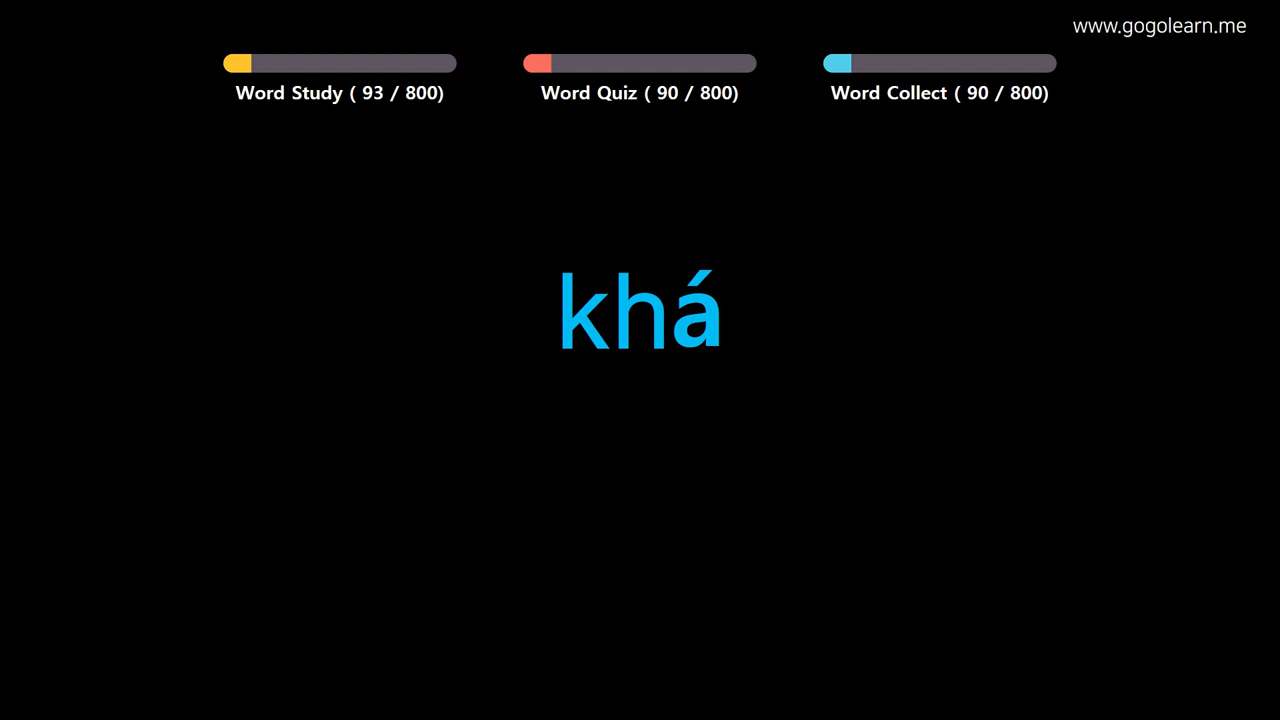 www.gogolearn.me
Word Study ( 93 / 800)
Word Quiz ( 90 / 800)
Word Collect ( 90 / 800)
khá